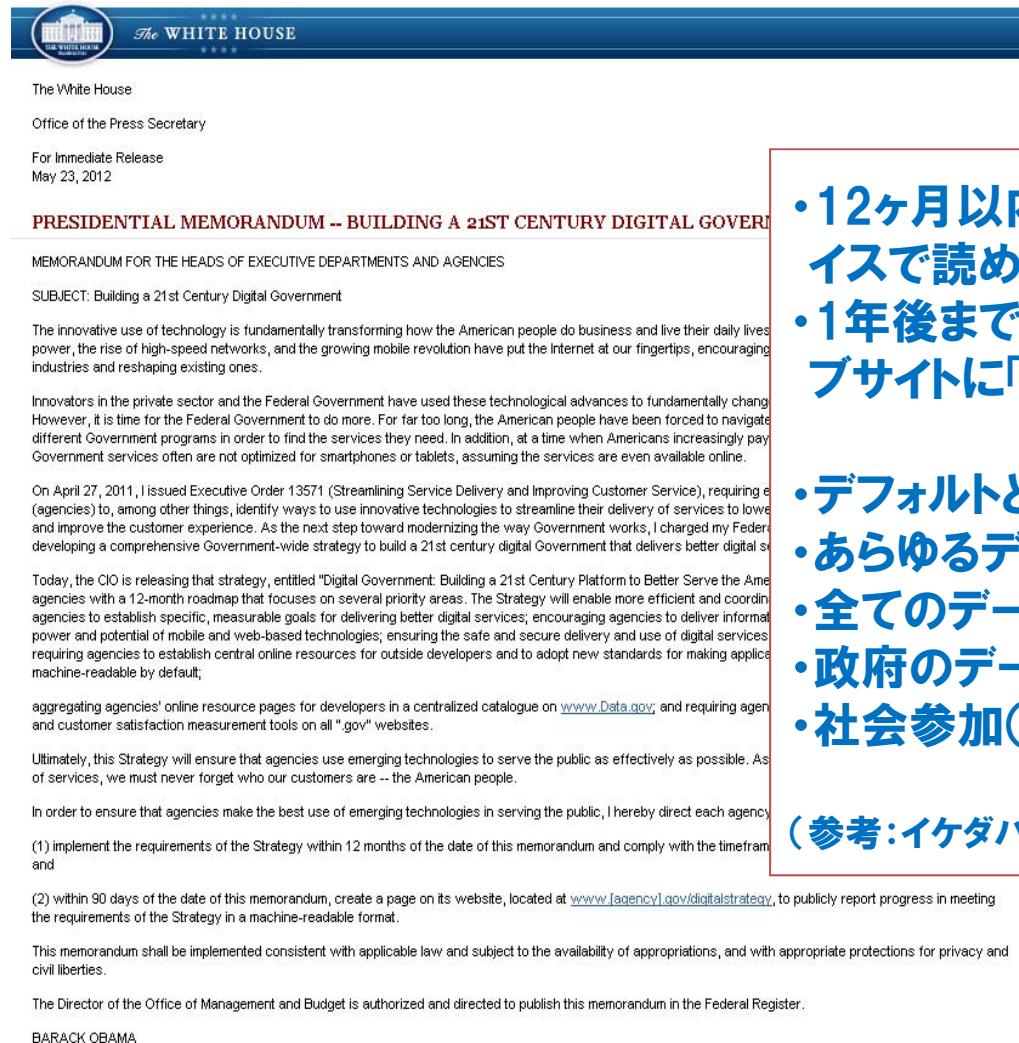 The WHITE HOUSE
THE WHITE HOUSE
WASHINGTON
The White House
Office of the Press Secretary
For Immediate Release
May 23, 2012
PRESIDENTIAL MEMORANDUM -- BUILDING A 21ST CENTURY DIGITAL GOVERN
MEMORANDUM FOR THE HEADS OF EXECUTIVE DEPARTMENTS AND AGENCIES
SUBJECT: Building a 21st Century Digital Government
The innovative use of technology is fundamentally transforming how the American people do business and live their daily lives
power, the rise of high-speed networks, and the growing mobile revolution have put the Internet at our fingertips, encouraging
industries and reshaping existing ones.
Innovators in the private sector and the Federal Government have used these technological advances to fundamentally chang
However, it is time for the Federal Government to do more. For far too long, the American people have been forced to navigate
different Government programs in order to find the services they need. In addition, at a time when Americans increasingly pay
Government services often are not optimized for smartphones or tablets, assuming the services are even available online.
On April 27, 2011, I issued Executive Order 13571 (Streamlining Service Delivery and Improving Customer Service), requiring e
(agencies) to, among other things, identify ways to use innovative technologies to streamline their delivery of services to lowe
and improve the customer experience. As the next step toward modernizing the way Government works, I charged my Federa
developing a comprehensive Government-wide strategy to build a 21st century digital Government that delivers better digital s
Today, the CIO is releasing that strategy, entitled "Digital Government: Building a 21st Century Platform to Better Serve the Ame
agencies with a 12-month roadmap that focuses on several priority areas. The Strategy will enable more efficient and coordin
agencies to establish specific, measurable goals for delivering better digital services; encouraging agencies to deliver informat
power and potential of mobile and web-based technologies; ensuring the safe and secure delivery and use of digital services
requiring agencies to establish central online resources for outside developers and to adopt new standards for making applica
machine-readable by default;
aggregating agencies' online resource pages for developers in a centralized catalogue on www.Data.gov; and requiring agen
and customer satisfaction measurement tools on all ".gov" websites.
Ultimately, this Strategy will ensure that agencies use emerging technologies to serve the public as effectively as possible. As
of services, we must never forget who our customers are -- the American people.
In order to ensure that agencies make the best use of emerging technologies in serving the public, I hereby direct each agency
(1) implement the requirements of the Strategy within 12 months of the date of this memorandum and comply with the timefram
and
(2) within 90 days of the date of this memorandum, create a page on its website, located at www.[agency].gov/digitalstrategy, to publicly report progress in meeting
the requirements of the Strategy in a machine-readable format.
This memorandum shall be implemented consistent with applicable law and subject to the availability of appropriations, and with appropriate protections for privacy and
civil liberties.
The Director of the Office of Management and Budget is authorized and directed to publish this memorandum in the Federal Register.
BARACK OBAMA
・12ヶ月以内
イスで読め
・1年後まで
ブサイトに「
・デフォルトと
・あらゆるデ
・全てのデー
・政府のデー
・社会参加(
(参考:イケダハ